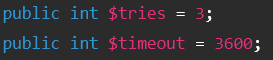 public int $tries = 3;
public int $timeout = 3600;